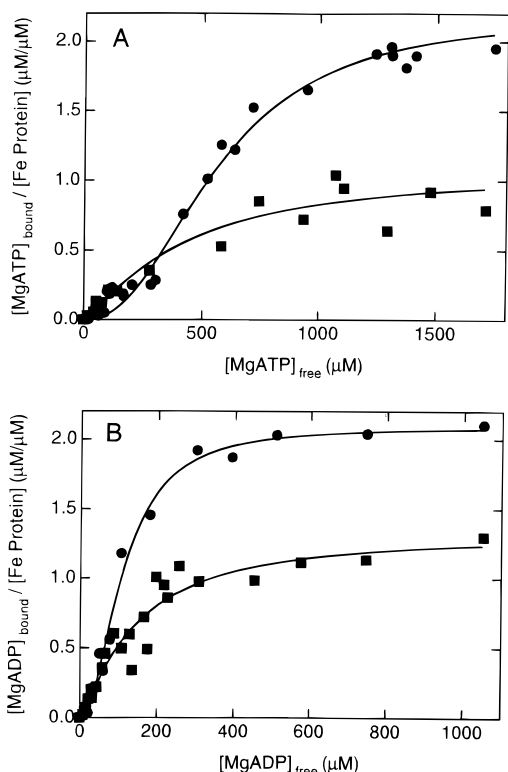 A
2.0
1.5
1.0
0.5
0.0
[MgATP]bound / [Fe Protein] (μM/μM)
0 500 1000 1500
[MgATP]free (μM)
B
2.0
1.5
1.0
0.5
0.0
[MgADP]bound / [Fe Protein] (μM/μM)
0 200 400 600 800 1000
[MgADP]free (μM)